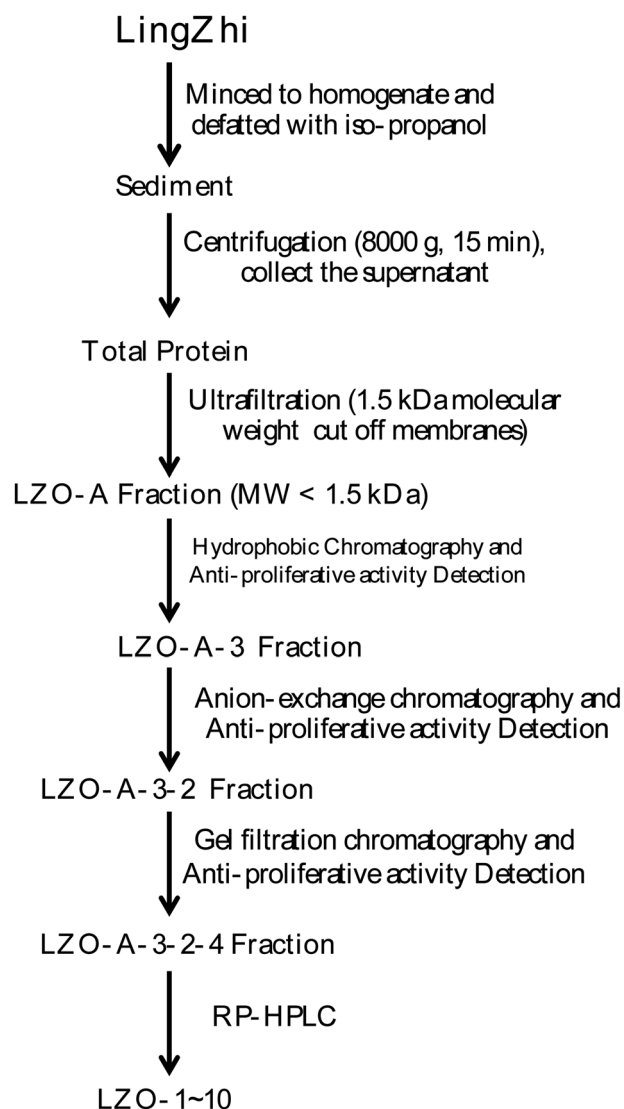 LingZhi
Minced to homogenate and
defatted with iso-propanol
Sediment
Centrifugation (8000 g, 15 min),
collect the supernatant
Total Protein
Ultrafiltration (1.5 kDa molecular
weight cut off membranes)
LZO-A Fraction (MW < 1.5 kDa)
Hydrophobic Chromatography and
Anti-proliferative activity Detection
LZO-A-3 Fraction
Anion-exchange chromatography and
Anti-proliferative activity Detection
LZO-A-3-2 Fraction
Gel filtration chromatography and
Anti-proliferative activity Detection
LZO-A-3-2-4 Fraction
RP-HPLC
LZO-1~10